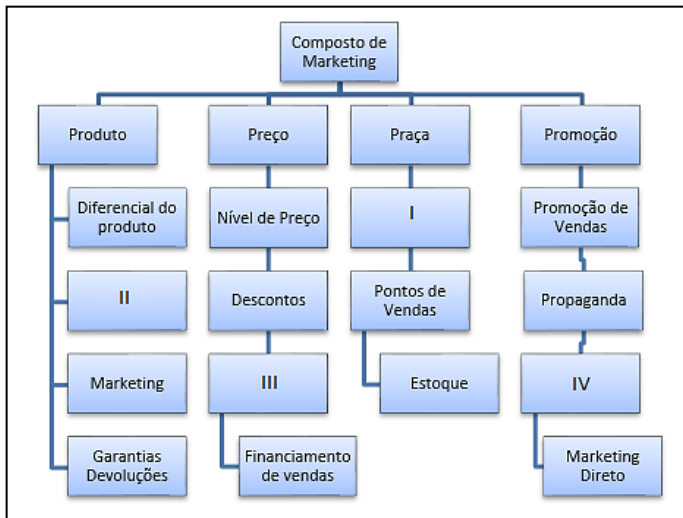 Composto de
Marketing
Produto
Preço
Praça
Promoção
Diferencial do
produto
Nível de Preço
I
Promoção de
Vendas
II
Descontos
Pontos de
Vendas
Propaganda
Marketing
III
Estoque
IV
Garantias
Devoluções
Financiamento
de vendas
Marketing
Direto